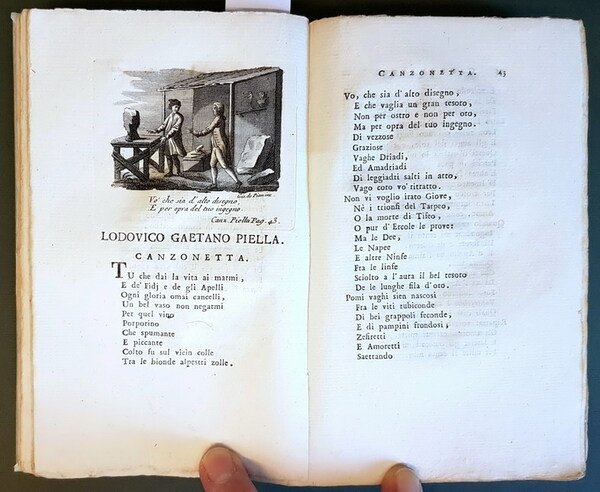 Vo' che sia d'alto disegno,
E per opra del tuo ingegno.
Canz. Piella Pag. 43.
LODOVICO GAETANO PIELLA.
CANZONETTA.
TU che dai la vita ai marmi,
E de' Fidj e de gli Apelli
Ogni gloria omai cancelli,
Un bel vaso non negarmi
Per quel vino
Porporino
Che spumante
E piccante
Colto fu sul vicin colle
Tra le bionde alpestri zolle.
CANZONETTA. 43
Vo, che sia d'alto disegno,
E che vaglia un gran tesoro,
Non per ostro e non per oro,
Ma per opra del tuo ingegno.
Di vezzose
Graziose
Vaghe Driadi,
Ed Amadriadi
Di leggiadri salti in atto,
Vago coro vo' ritratto.
Non vi voglio irato Giove,
Nè i trionfi del Tarpeo,
O la morte di Tifeo,
O pur d'Ercole le prove:
Ma le Dee,
Le Napee
E altre Ninfe
Fra le linfe
Sciolto a l'aura il bel tesoro
De le lunghe fila d'oro.
Pomi vaghi sien nascosi
Fra le viti rubiconde
Di bei grappoli feconde,
E di pampini frondosi,
Zefiretti
E Amoretti
Saettando